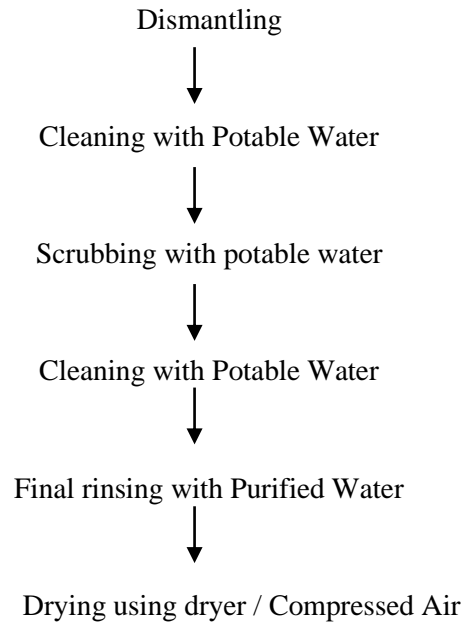 Dismantling
Cleaning with Potable Water
Scrubbing with potable water
Cleaning with Potable Water
Final rinsing with Purified Water
Drying using dryer / Compressed Air